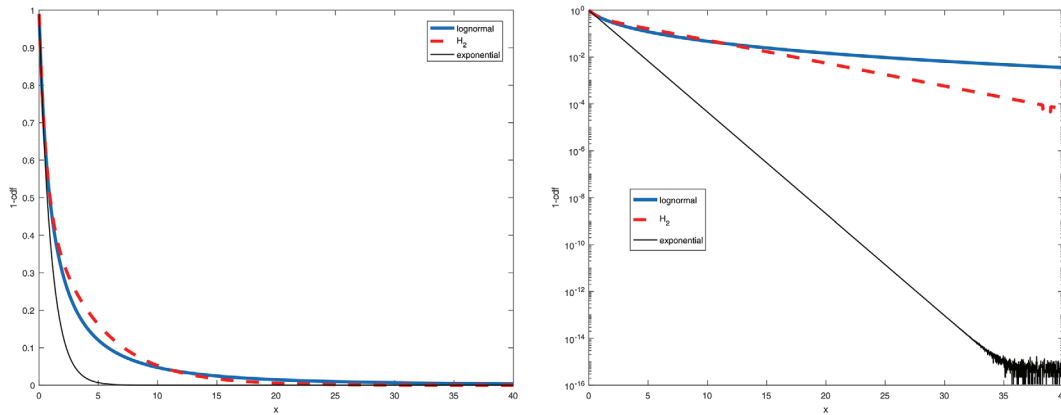 1
0.9
0.8
0.7
0.6
0.5
0.4
0.3
0.2
0.1
0
1-cdf
0 5 10 15 20 25 30 35 40
x
lognormal
H₂
exponential
10⁰
10⁻²
10⁻⁴
10⁻⁶
10⁻⁸
10⁻¹⁰
10⁻¹²
10⁻¹⁴
10⁻¹⁶
1-cdf
0 5 10 15 20 25 30 35 40
x
lognormal
H₂
exponential